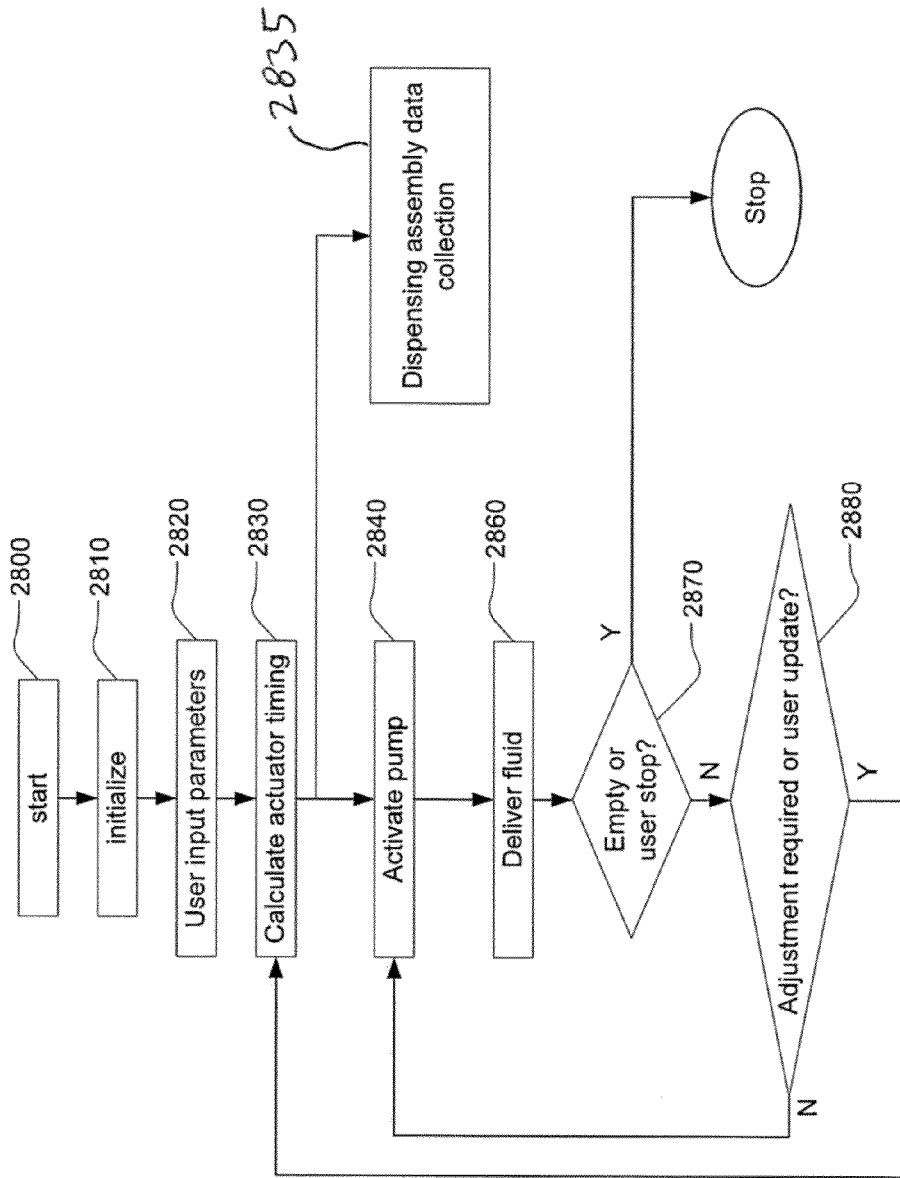 start
2800
initialize
2810
User input parameters
2820
Calculate actuator timing
2830
Dispensing assembly data
collection
2835
Activate pump
2840
Deliver fluid
2860
Empty or
user stop?
2870
Y
N
Stop
Adjustment required or user update?
2880
N
Y